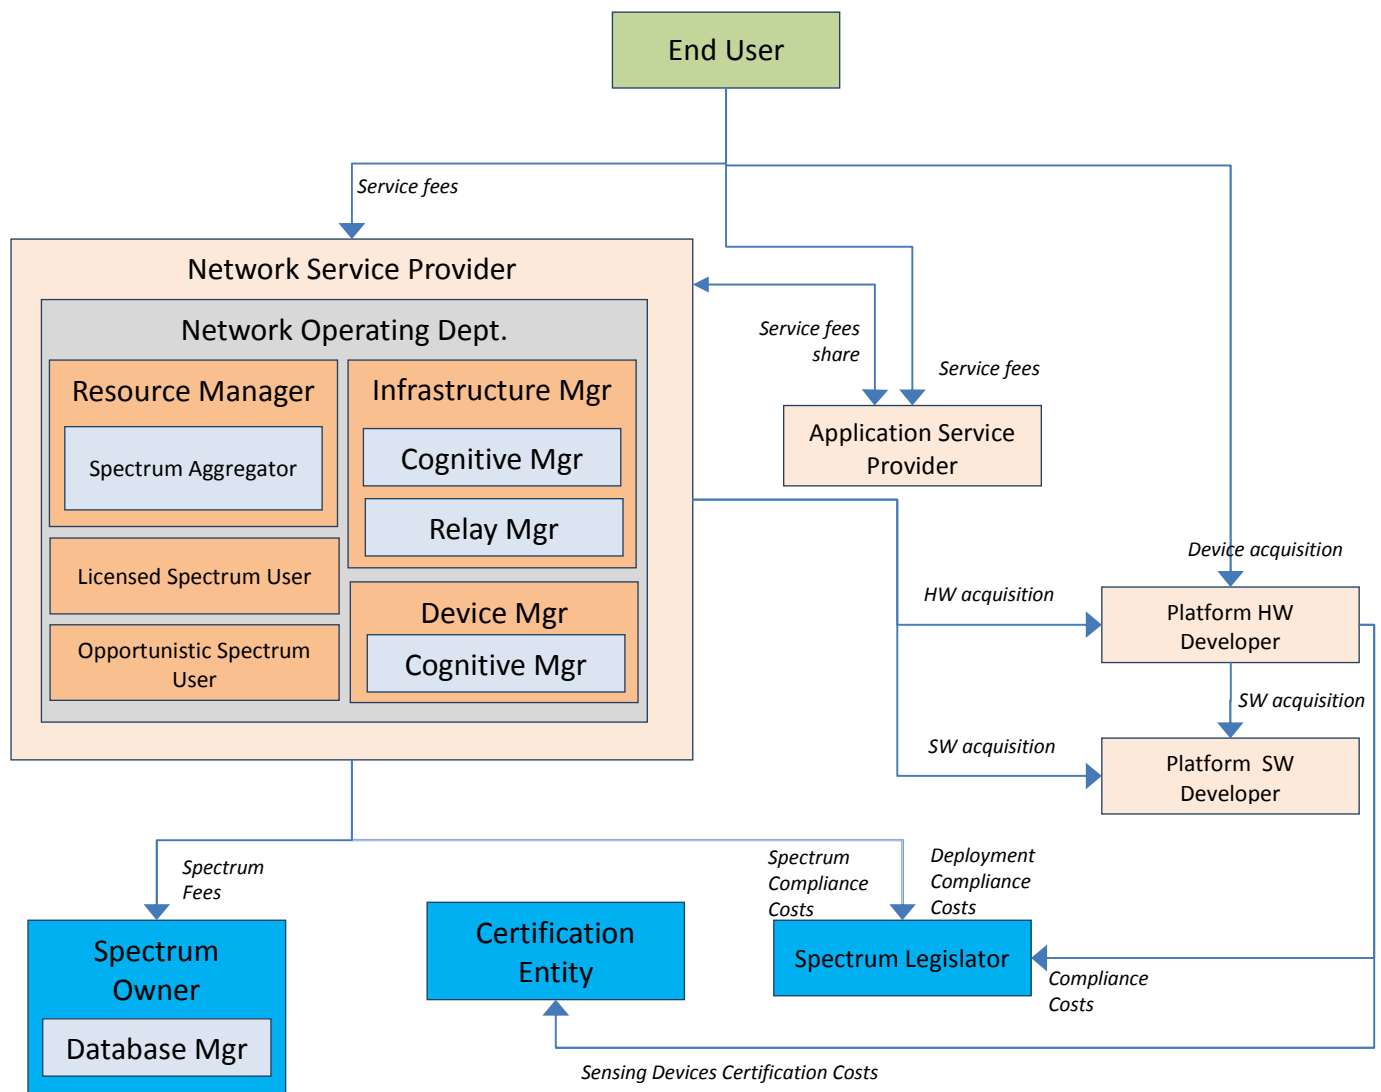 End User
Service fees
Network Service Provider
Network Operating Dept.
Resource Manager
Spectrum Aggregator
Licensed Spectrum User
Opportunistic Spectrum
User
Infrastructure Mgr
Cognitive Mgr
Relay Mgr
Device Mgr
Cognitive Mgr
Service fees
share
Service fees
Application Service
Provider
Device acquisition
HW acquisition
Platform HW
Developer
SW acquisition
SW acquisition
Platform  SW
Developer
Spectrum
Fees
Spectrum
Compliance
Costs
Deployment
Compliance
Costs
Spectrum
Owner
Database Mgr
Certification
Entity
Spectrum Legislator
Compliance
Costs
Sensing Devices Certification Costs